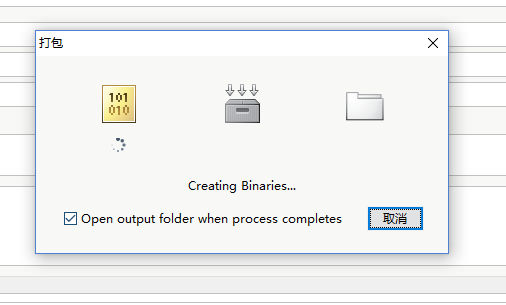 打包
101
010
Creating Binaries...
Open output folder when process completes
取消